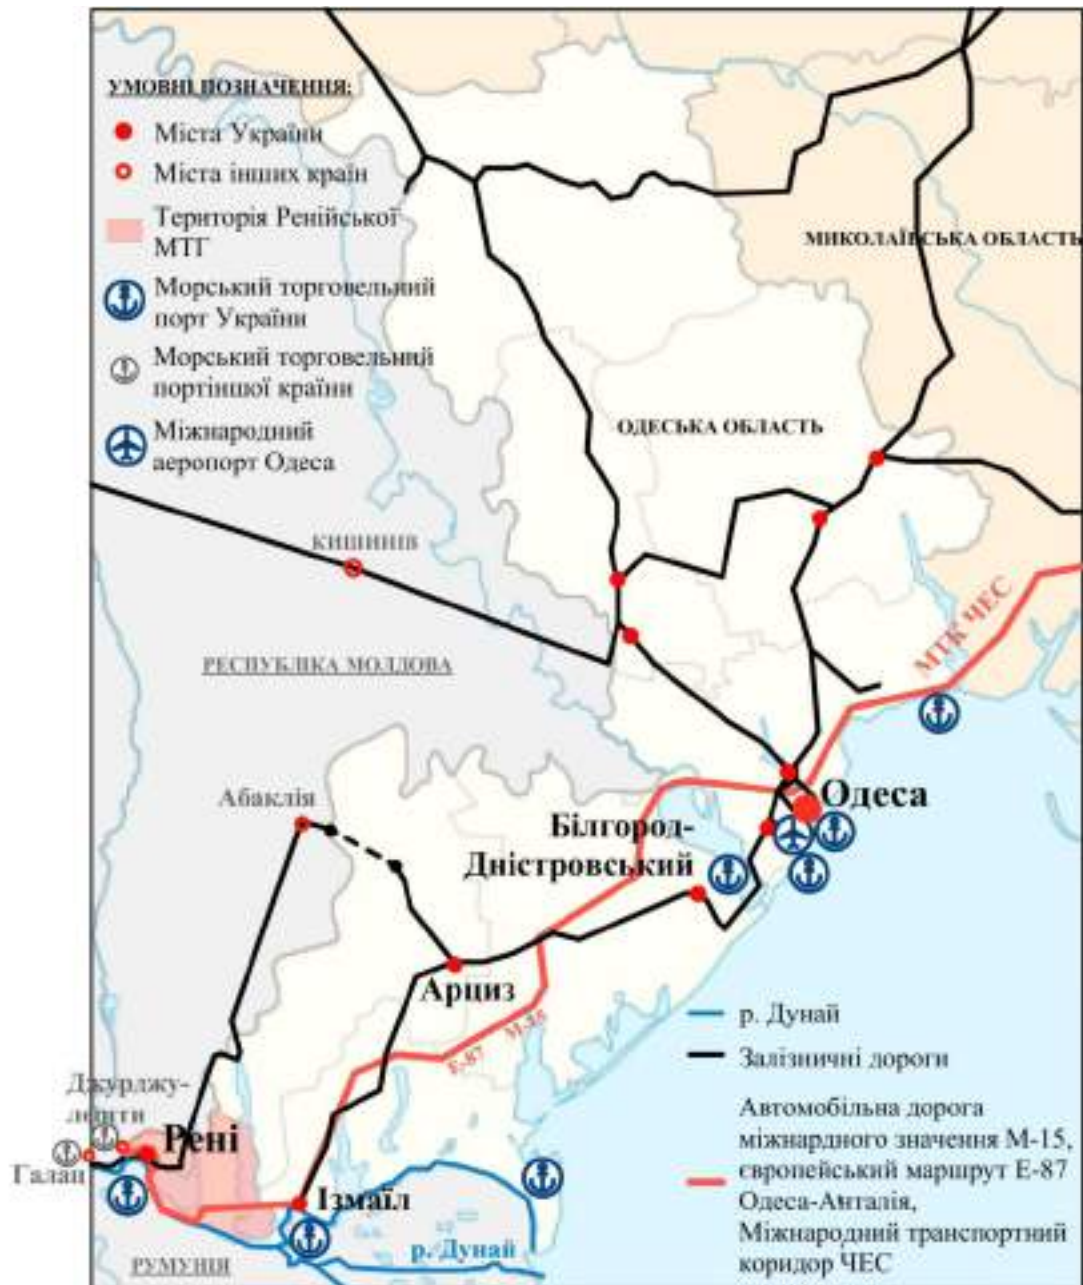 УМОВНІ ПОЗНАЧЕННЯ:
Міста України
Міста інших країн
Територія Ренійської
МТГ
Морський торговельний
порт України
Морський торговельний
портіншої країни
Міжнародний
аеропорт Одеса
МИКОЛАЇВСЬКА ОБЛАСТЬ
ОДЕСЬКА ОБЛАСТЬ
КИШИНІВ
РЕСПУБЛІКА МОЛДОВА
МТК ЧЕС
Абаклія
Одеса
Білгород-
Дністровський
Арциз
М-15
Е-87
р. Дунай
Залізничні дороги
Автомобільна дорога
міжнардного значення М-15,
європейський маршрут Е-87
Одеса-Анталія,
Міжнародний транспортний
коридор ЧЕС
Джурджу-
лешти
Рені
Галац
Ізмаїл
р. Дунай
РУМУНІЯ